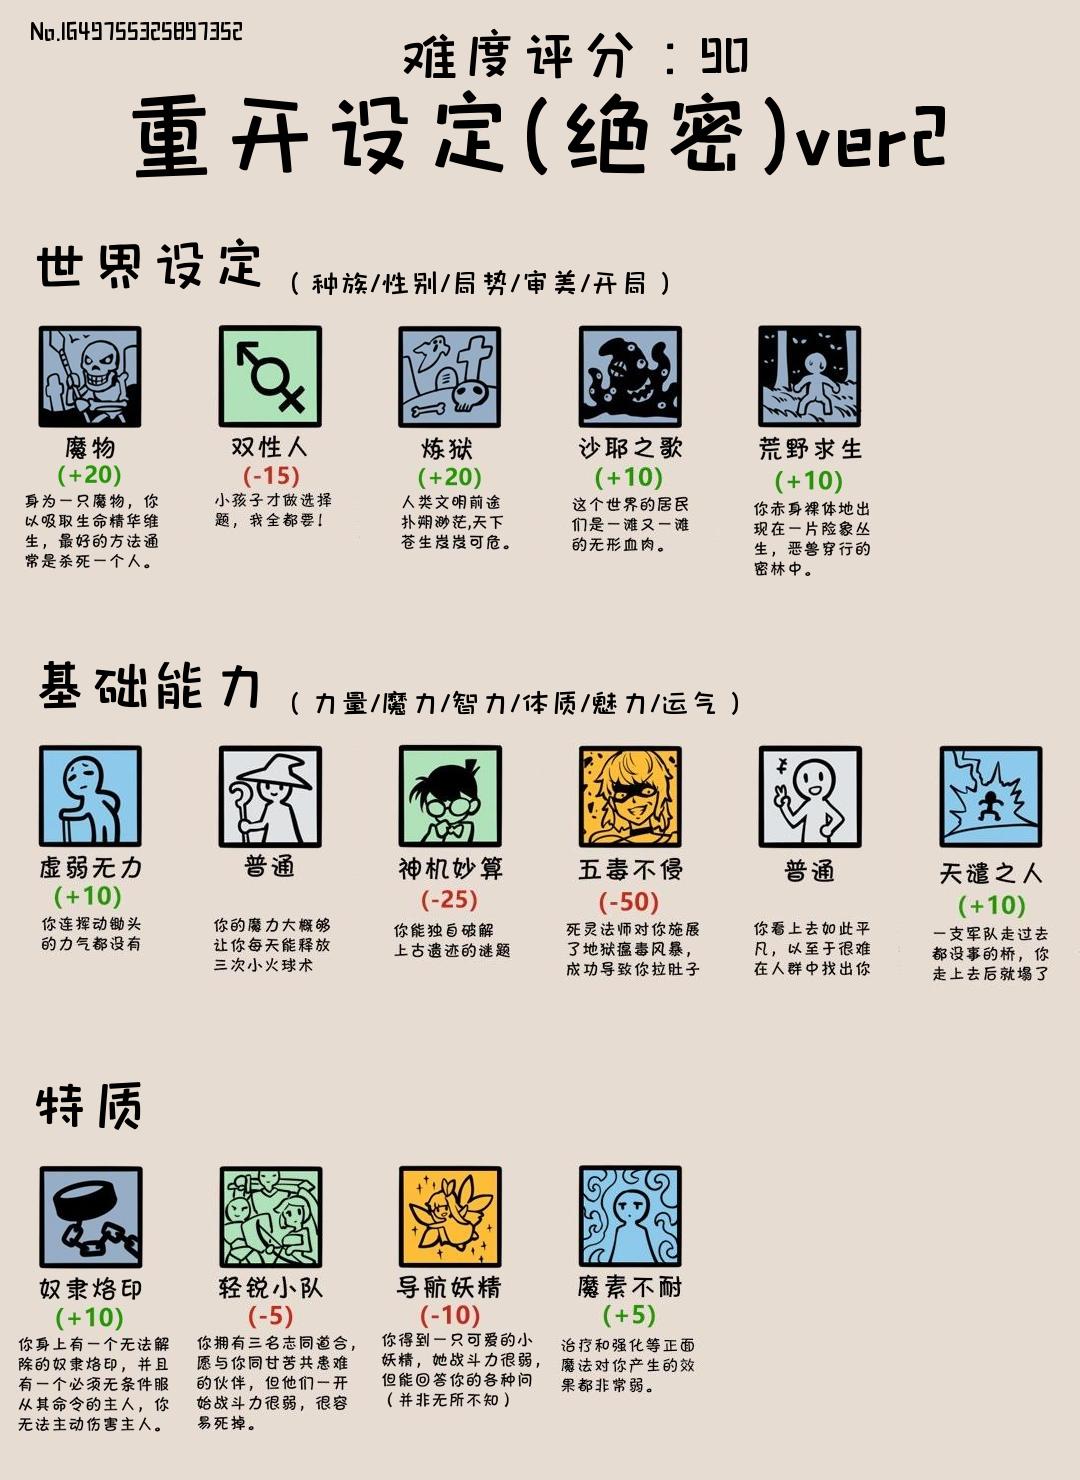 No.1649755325897352
难度评分:90
重开设定(绝密)ver2
世界设定 (种族/性别/局势/审美/开局)
魔物
(+20)
身为一只魔物，你
以吸取生命精华维
生，最好的方法通
常是杀死一个人。
双性人
(-15)
小孩子才做选择
题，我全都要!
炼狱
(+20)
人类文明前途
扑朔渺茫,天下
苍生岌岌可危。
沙耶之歌
(+10)
这个世界的居民
们是一滩又一滩
的无形血肉。
荒野求生
(+10)
你赤身裸体地出
现在一片险象丛
生，恶兽穿行的
密林中。
基础能力 (力量/魔力/智力/体质/魅力/运气)
虚弱无力
(+10)
你连挥动锄头
的力气都没有
普通
你的魔力大概够
让你每天能释放
三次小火球术
神机妙算
(-25)
你能独自破解
上古遗迹的谜题
五毒不侵
(-50)
死灵法师对你施展
了地狱瘟毒风暴，
成功导致你拉肚子
普通
你看上去如此平
凡，以至于很难
在人群中找出你
天谴之人
(+10)
一支军队走过去
都没事的桥，你
走上去后就塌了
特质
奴隶烙印
(+10)
你身上有一个无法解
除的奴隶烙印，并且
有一个必须无条件服
从其命令的主人，你
无法主动伤害主人。
轻锐小队
(-5)
你拥有三名志同道合，
愿与你同甘苦共患难
的伙伴，但他们一开
始战斗力很弱，很容
易死掉。
导航妖精
(-10)
你得到一只可爱的小
妖精，她战斗力很弱，
但能回答你的各种问
(并非无所不知)
魔素不耐
(+5)
治疗和强化等正面
魔法对你产生的效
果都非常弱。